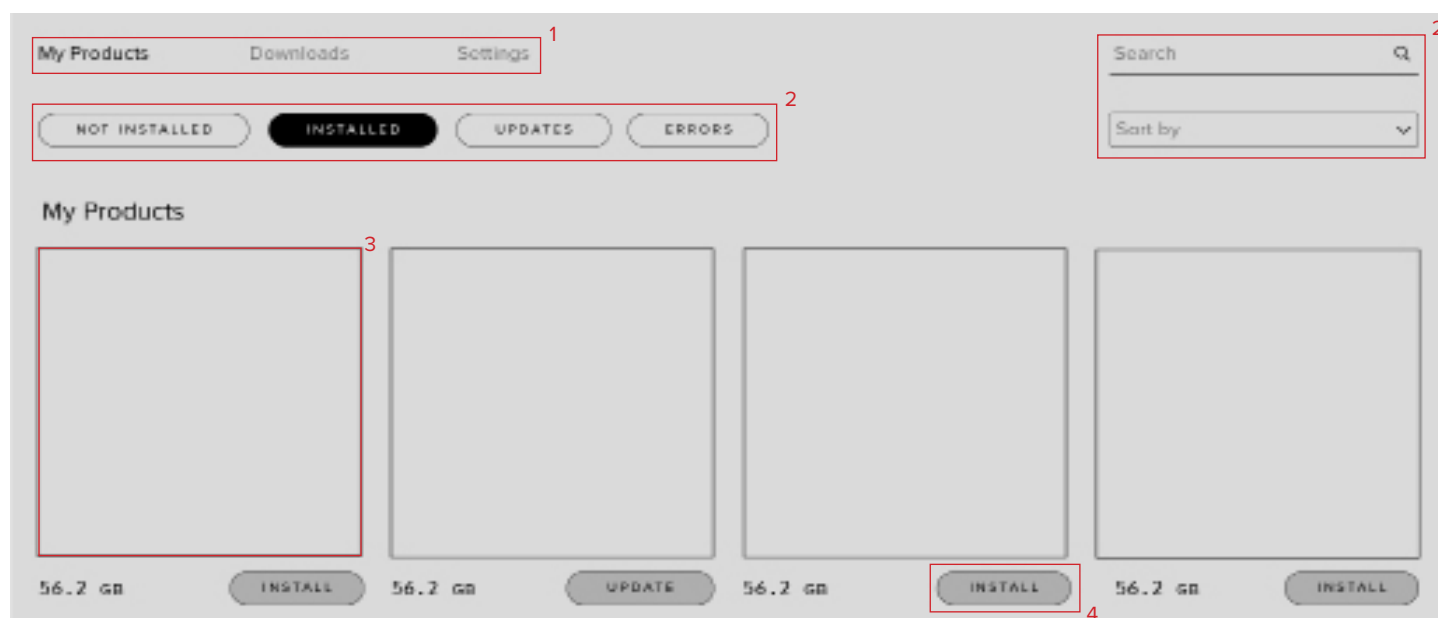 My Products Downloads Settings 1
Search 2
NOT INSTALLED INSTALLED UPDATES ERRORS 2
Sort by
My Products
3
56.2 GB INSTALL 56.2 GB UPDATE 56.2 GB INSTALL 56.2 GB INSTALL
4